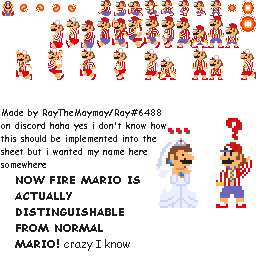 Made by RayTheMaymay/Ray#6488
on discord haha yes i don't know how
this should be implemented into the
sheet but i wanted my name here
somewhere
NOW FIRE MARIO IS
ACTUALLY
DISTINGUISHABLE
FROM NORMAL
MARIO! crazy I know
...
?